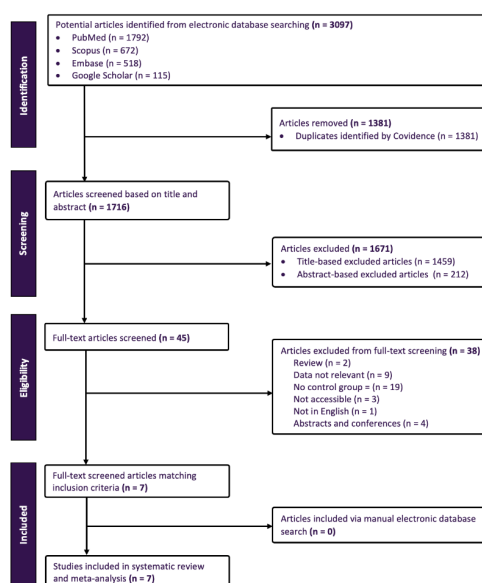 Identification
Potential articles identified from electronic database searching (n = 3097)
• PubMed (n = 1792)
• Scopus (n = 672)
• Embase (n = 518)
• Google Scholar (n = 115)
Articles removed (n = 1381)
• Duplicates identified by Covidence (n = 1381)
Screening
Articles screened based on title and
abstract (n = 1716)
Articles excluded (n = 1671)
• Title-based excluded articles (n = 1459)
• Abstract-based excluded articles (n = 212)
Eligibility
Full-text articles screened (n = 45)
Articles excluded from full-text screening (n = 38)
Review (n = 2)
Data not relevant (n = 9)
No control group = (n = 19)
Not accessible (n = 3)
Not in English (n = 1)
Abstracts and conferences (n = 4)
Included
Full-text screened articles matching
inclusion criteria (n = 7)
Articles included via manual electronic database
search (n = 0)
Studies included in systematic review
and meta-analysis (n = 7)